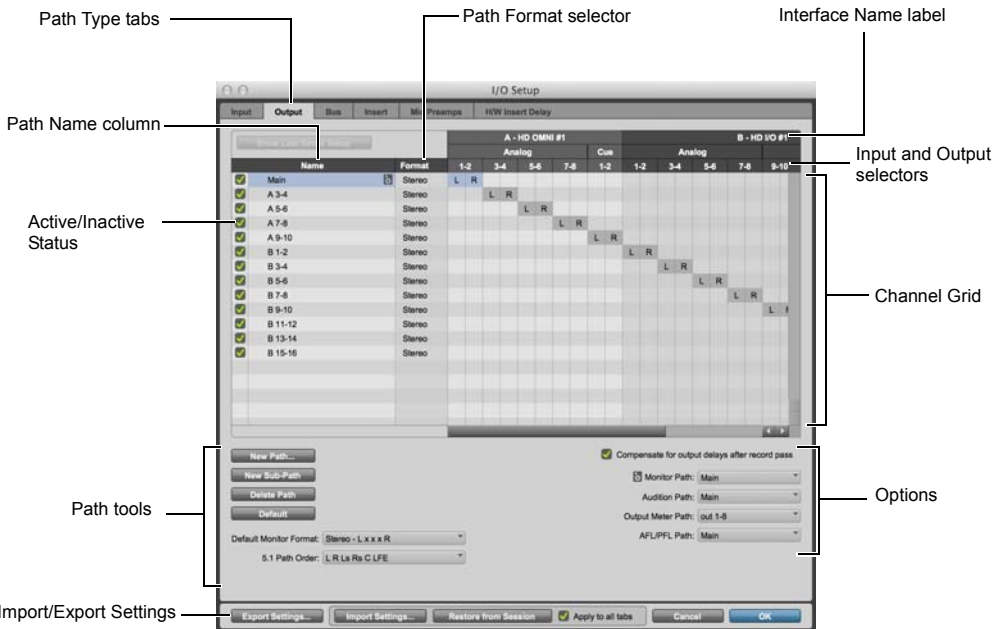 Path Type tabs
Path Format selector
Interface Name label
I/O Setup
Input Output Bus Insert Mic Preamps H/W Insert Delay
Path Name column
A - HD OMNI #1 B - HD I/O #1
Analog Cue Analog
Input and Output selectors
Name Format 1-2 3-4 5-6 7-8 1-2 1-2 3-4 5-6 7-8 9-10
Main Stereo L R
A 3-4 Stereo L R
A 5-6 Stereo L R
Active/Inactive Status
A 7-8 Stereo L R
A 9-10 Stereo L R
B 1-2 Stereo L R
B 3-4 Stereo L R
B 5-6 Stereo L R
B 7-8 Stereo L R
Channel Grid
B 9-10 Stereo L
B 11-12 Stereo
B 13-14 Stereo
B 15-16 Stereo
New Path... Compensate for output delays after record pass
New Sub-Path Monitor Path: Main
Delete Path Audition Path: Main
Path tools
Options
Default Output Meter Path: out 1-8
Default Monitor Format: Stereo - L x x x R AFL/PFL Path: Main
5.1 Path Order: L R Ls Rs C LFE
Import/Export Settings
Export Settings... Import Settings... Restore from Session Apply to all tabs Cancel OK